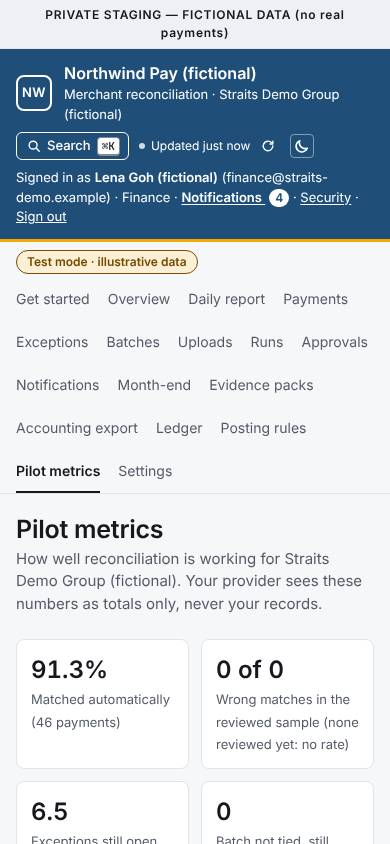 PRIVATE STAGING — FICTIONAL DATA (no real
payments)
NW
Northwind Pay (fictional)
Merchant reconciliation · Straits Demo Group
(fictional)
Search ⌘K
Updated just now
Signed in as Lena Goh (fictional) (finance@straits-
demo.example) · Finance · Notifications 4 · Security ·
Sign out
Test mode · illustrative data
Get started Overview Daily report Payments
Exceptions Batches Uploads Runs Approvals
Notifications Month-end Evidence packs
Accounting export Ledger Posting rules
Pilot metrics Settings
Pilot metrics
How well reconciliation is working for Straits
Demo Group (fictional). Your provider sees these
numbers as totals only, never your records.
91.3%
Matched automatically
(46 payments)
0 of 0
Wrong matches in the
reviewed sample (none
reviewed yet: no rate)
6.5
Exceptions still open
0
Batch not tied, still